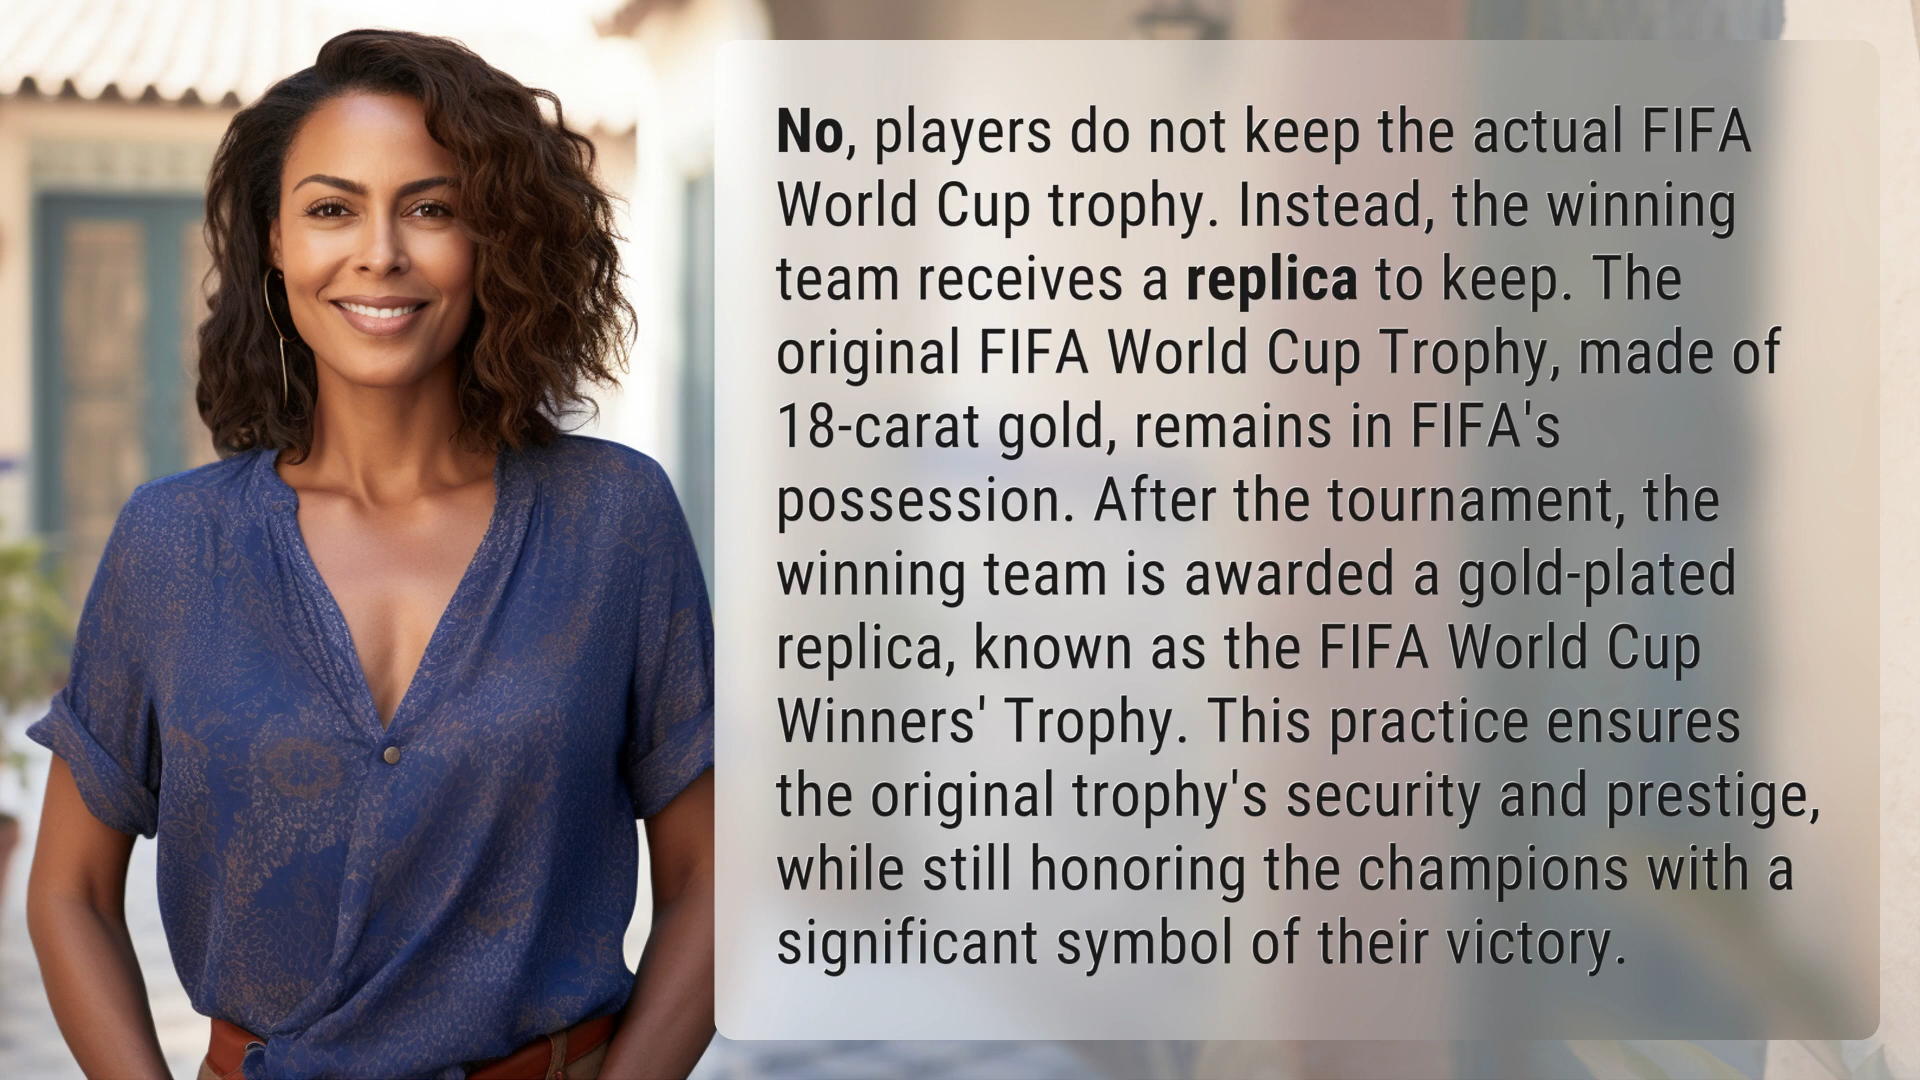 No, players do not keep the actual FIFA
World Cup trophy. Instead, the winning
team receives a replica to keep. The
original FIFA World Cup Trophy, made of
18-carat gold, remains in FIFA's
possession. After the tournament, the
winning team is awarded a gold-plated
replica, known as the FIFA World Cup
Winners' Trophy. This practice ensures
the original trophy's security and prestige,
while still honoring the champions with a
significant symbol of their victory.